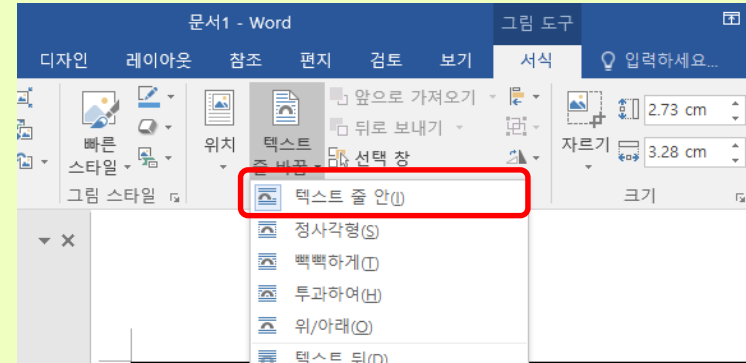 문서1 - Word
그림 도구
디자인 레이아웃 참조 편지 검토 보기 서식 입력하세요...
빠른
스타일
위치
텍스트
줄 바꿈
앞으로 가져오기
뒤로 보내기
선택 창
자르기
2.73 cm
3.28 cm
그림 스타일
크기
텍스트 줄 안(I)
정사각형(S)
빽빽하게(T)
투과하여(H)
위/아래(O)
텍스트 뒤(D)